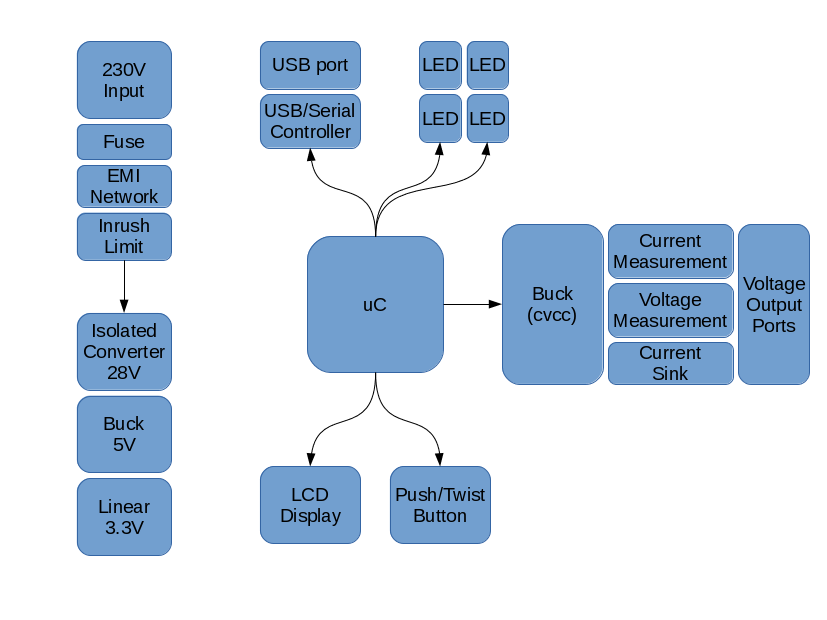 230V
Input
Fuse
EMI
Network
Inrush
Limit
Isolated
Converter
28V
Buck
5V
Linear
3.3V
USB port
USB/Serial
Controller
LED
LED
LED
LED
uC
Buck
(cvcc)
Current
Measurement
Voltage
Measurement
Current
Sink
Voltage
Output
Ports
LCD
Display
Push/Twist
Button